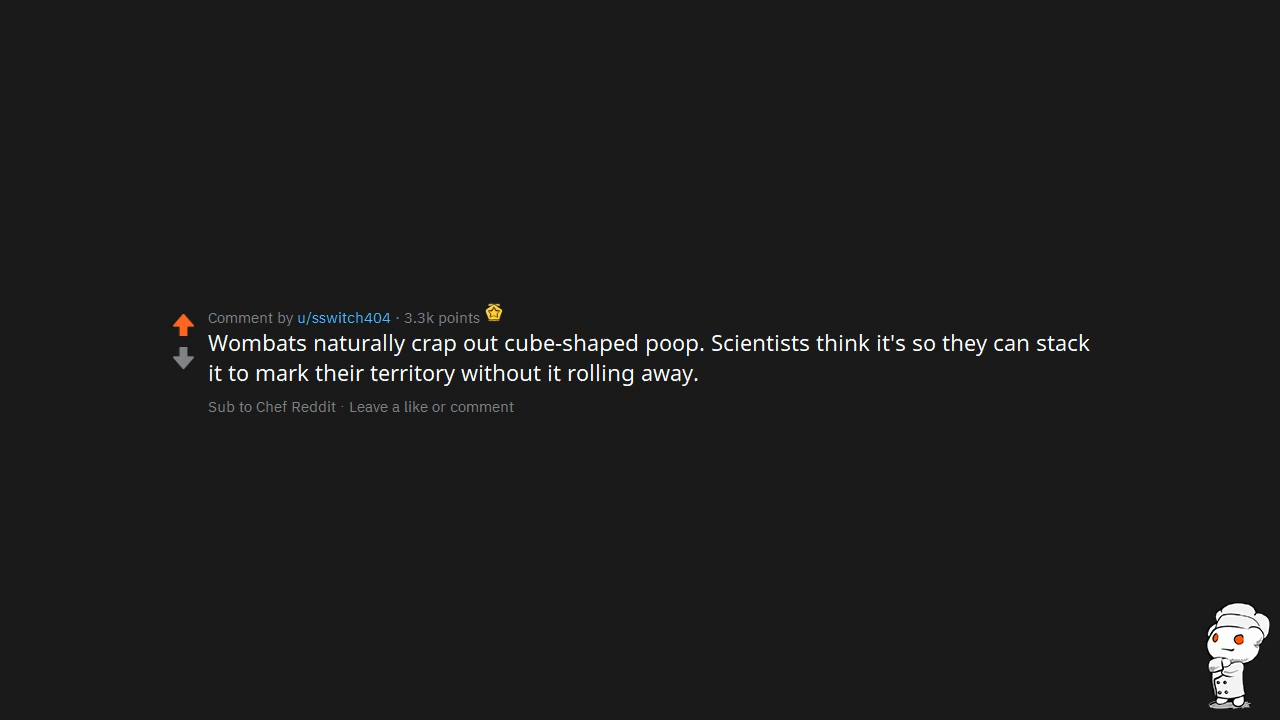 Comment by u/sswitch404 · 3.3k points
Wombats naturally crap out cube-shaped poop. Scientists think it's so they can stack
it to mark their territory without it rolling away.
Sub to Chef Reddit · Leave a like or comment